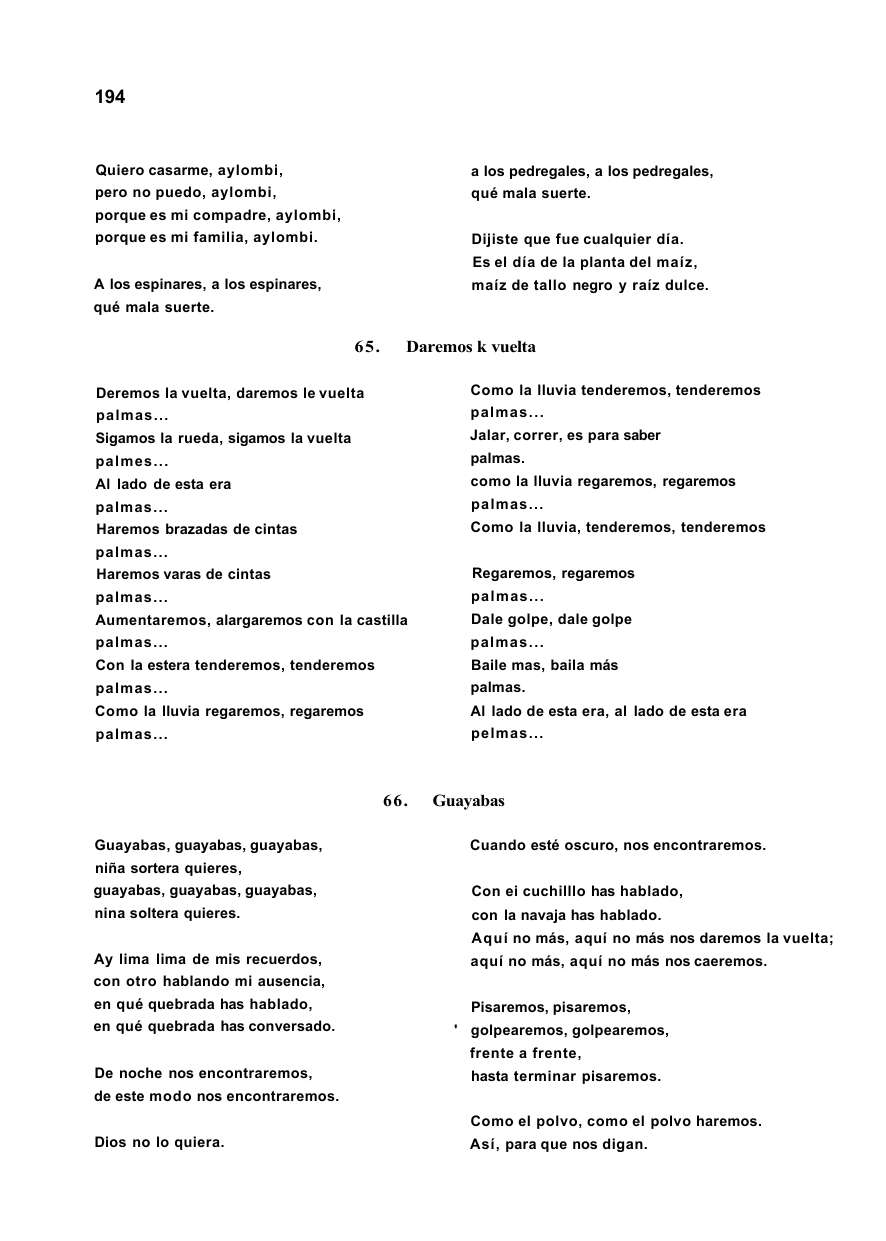 194
Quiero casarme, aylombi,
pero no puedo, aylombi,
porque es mi compadre, aylombi,
porque es mi familia, aylombi.
A los espinares, a los espinares,
qué mala suerte.
a los pedregales, a los pedregales,
qué mala suerte.
Dijiste que fue cualquier día.
Es el día de la planta del maíz,
maíz de tallo negro y raíz dulce.
65. Daremos k vuelta
Deremos la vuelta, daremos le vuelta
palmas...
Sigamos la rueda, sigamos la vuelta
palmes...
Al lado de esta era
palmas...
Haremos brazadas de cintas
palmas...
Haremos varas de cintas
palmas...
Aumentaremos, alargaremos con la castilla
palmas...
Con la estera tenderemos, tenderemos
palmas...
Como la lluvia regaremos, regaremos
palmas...
Como la lluvia tenderemos, tenderemos
palmas...
Jalar, correr, es para saber
palmas.
como la lluvia regaremos, regaremos
palmas...
Como la lluvia, tenderemos, tenderemos
Regaremos, regaremos
palmas...
Dale golpe, dale golpe
palmas...
Baile mas, baila más
palmas.
Al lado de esta era, al lado de esta era
pelmas...
66. Guayabas
Guayabas, guayabas, guayabas,
niña sortera quieres,
guayabas, guayabas, guayabas,
nina soltera quieres.
Ay lima lima de mis recuerdos,
con otro hablando mi ausencia,
en qué quebrada has hablado,
en qué quebrada has conversado.
De noche nos encontraremos,
de este modo nos encontraremos.
Dios no lo quiera.
Cuando esté oscuro, nos encontraremos.
Con ei cuchilllo has hablado,
con la navaja has hablado.
Aquí no más, aquí no más nos daremos la vuelta;
aquí no más, aquí no más nos caeremos.
Pisaremos, pisaremos,
golpearemos, golpearemos,
frente a frente,
hasta terminar pisaremos.
Como el polvo, como el polvo haremos.
Así, para que nos digan.